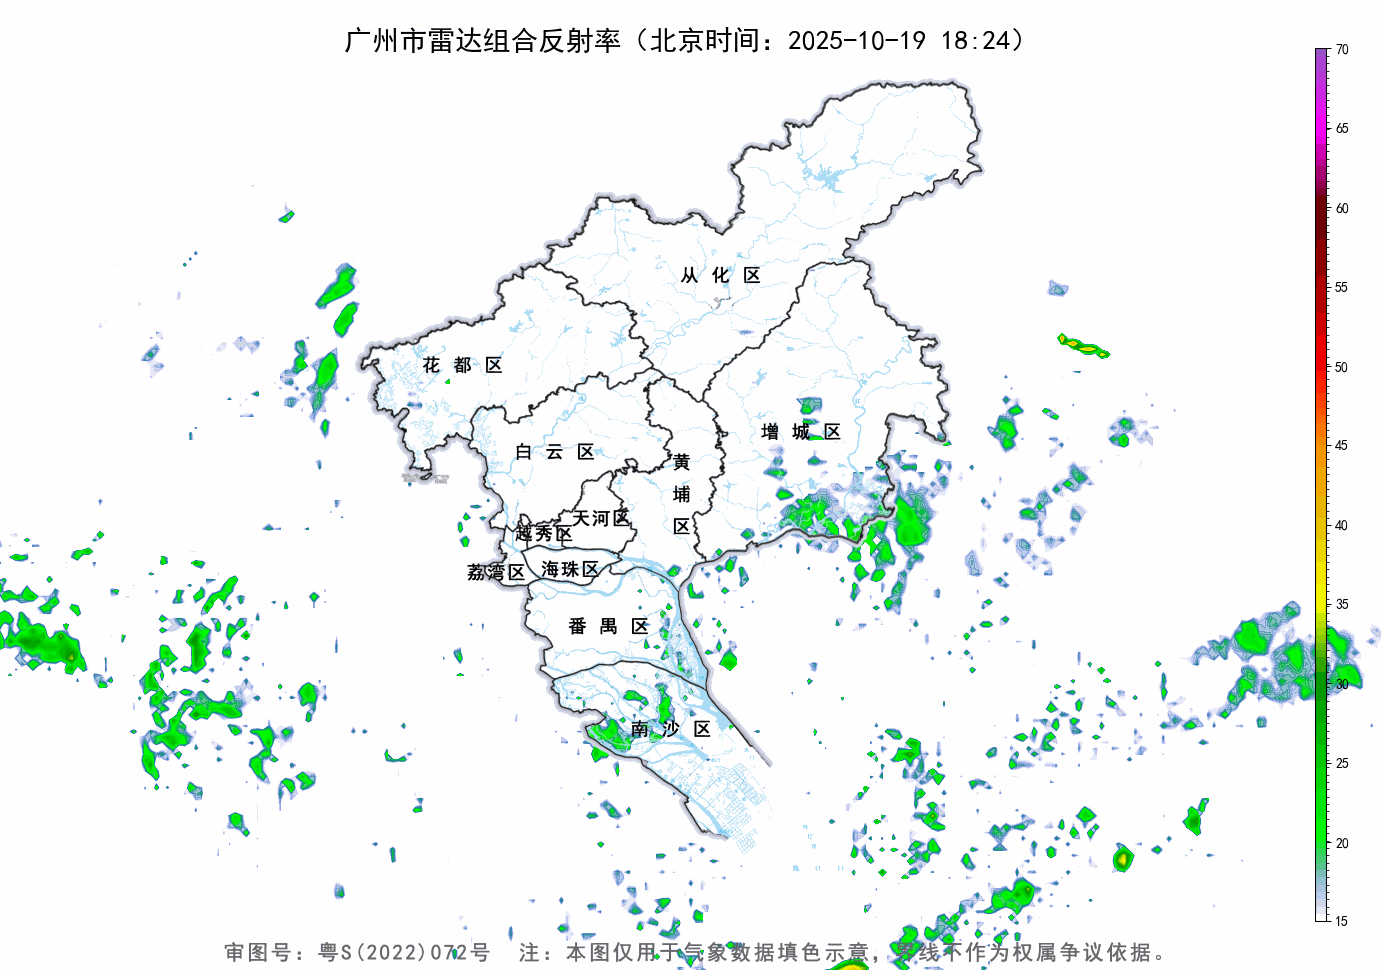 广州市雷达组合反射率（北京时间：2025-10-19 18:24）
70
65
60
55
50
45
40
35
30
25
20
15
从化区
花都区
增城区
白云区
黄埔区
天河区
越秀区
荔湾区
海珠区
番禺区
南沙区
审图号：粤S(2022)072号 注：本图仅用于气象数据填色示意，界线不作为权属争议依据。